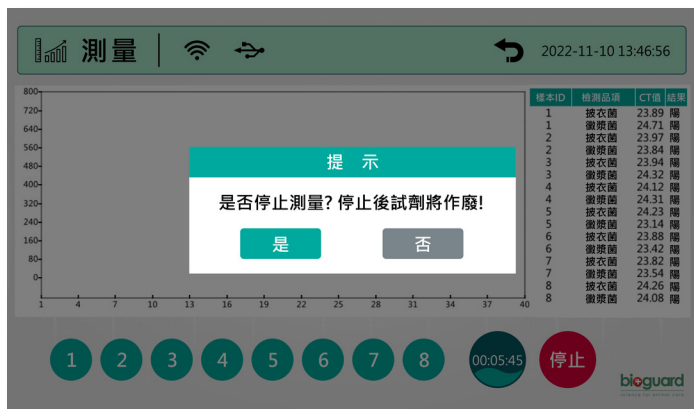 測量 2022-11-10 13:46:56
800
720
640
560
480
400
320
240
160
80
0
1 4 7 10 13 16 19 22 25 28 31 34 37 40
提 示
是否停止測量? 停止後試劑將作廢!
是 否
樣本ID 檢測品項 CT值 結果
1 披衣菌 23.89 陽
1 黴漿菌 24.71 陽
2 披衣菌 23.97 陽
2 黴漿菌 23.84 陽
3 披衣菌 23.94 陽
3 黴漿菌 24.32 陽
4 披衣菌 24.12 陽
4 黴漿菌 24.31 陽
5 披衣菌 24.23 陽
5 黴漿菌 23.14 陽
6 披衣菌 23.88 陽
6 黴漿菌 23.42 陽
7 披衣菌 23.82 陽
7 黴漿菌 23.54 陽
8 披衣菌 24.26 陽
8 黴漿菌 24.08 陽
1 2 3 4 5 6 7 8 00:05:45 停止
bioguard